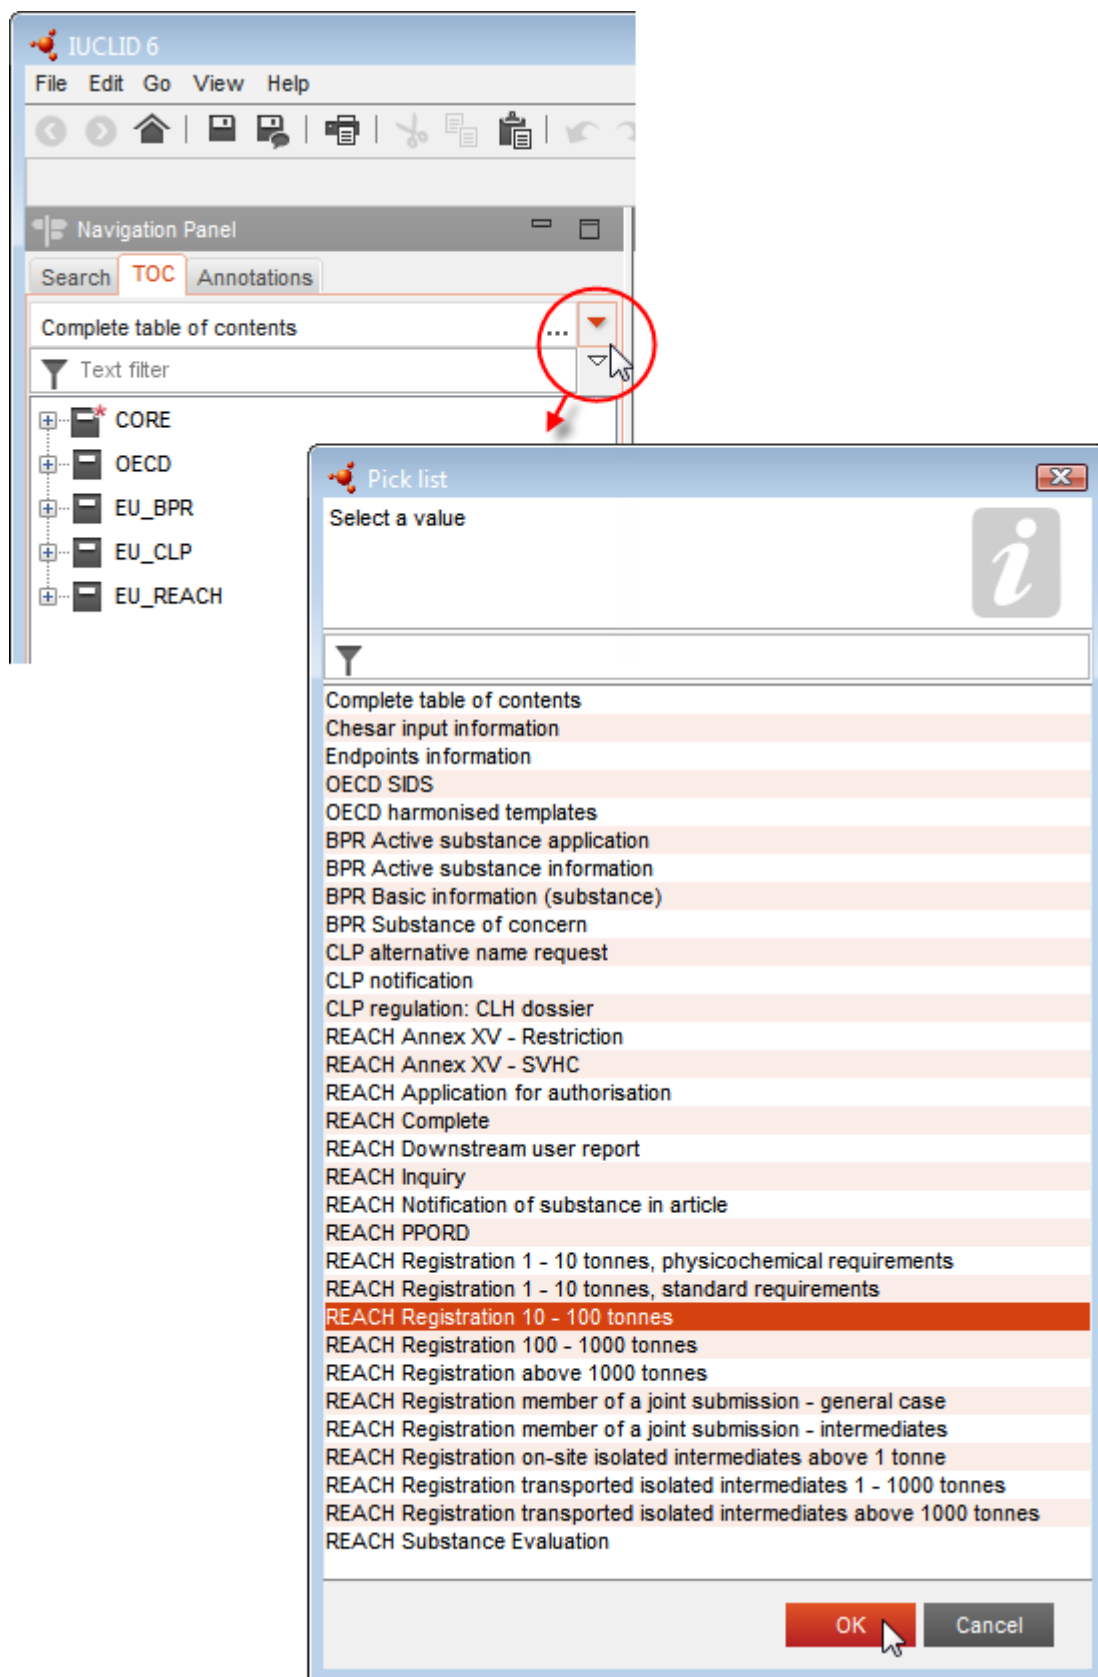 IUCLID 6
File Edit Go View Help
Navigation Panel
Search TOC Annotations
Complete table of contents ...
Text filter
CORE
OECD
EU_BPR
EU_CLP
EU_REACH
Pick list
Select a value
Complete table of contents
Chesar input information
Endpoints information
OECD SIDS
OECD harmonised templates
BPR Active substance application
BPR Active substance information
BPR Basic information (substance)
BPR Substance of concern
CLP alternative name request
CLP notification
CLP regulation: CLH dossier
REACH Annex XV - Restriction
REACH Annex XV - SVHC
REACH Application for authorisation
REACH Complete
REACH Downstream user report
REACH Inquiry
REACH Notification of substance in article
REACH PPORD
REACH Registration 1 - 10 tonnes, physicochemical requirements
REACH Registration 1 - 10 tonnes, standard requirements
REACH Registration 10 - 100 tonnes
REACH Registration 100 - 1000 tonnes
REACH Registration above 1000 tonnes
REACH Registration member of a joint submission - general case
REACH Registration member of a joint submission - intermediates
REACH Registration on-site isolated intermediates above 1 tonne
REACH Registration transported isolated intermediates 1 - 1000 tonnes
REACH Registration transported isolated intermediates above 1000 tonnes
REACH Substance Evaluation
OK Cancel